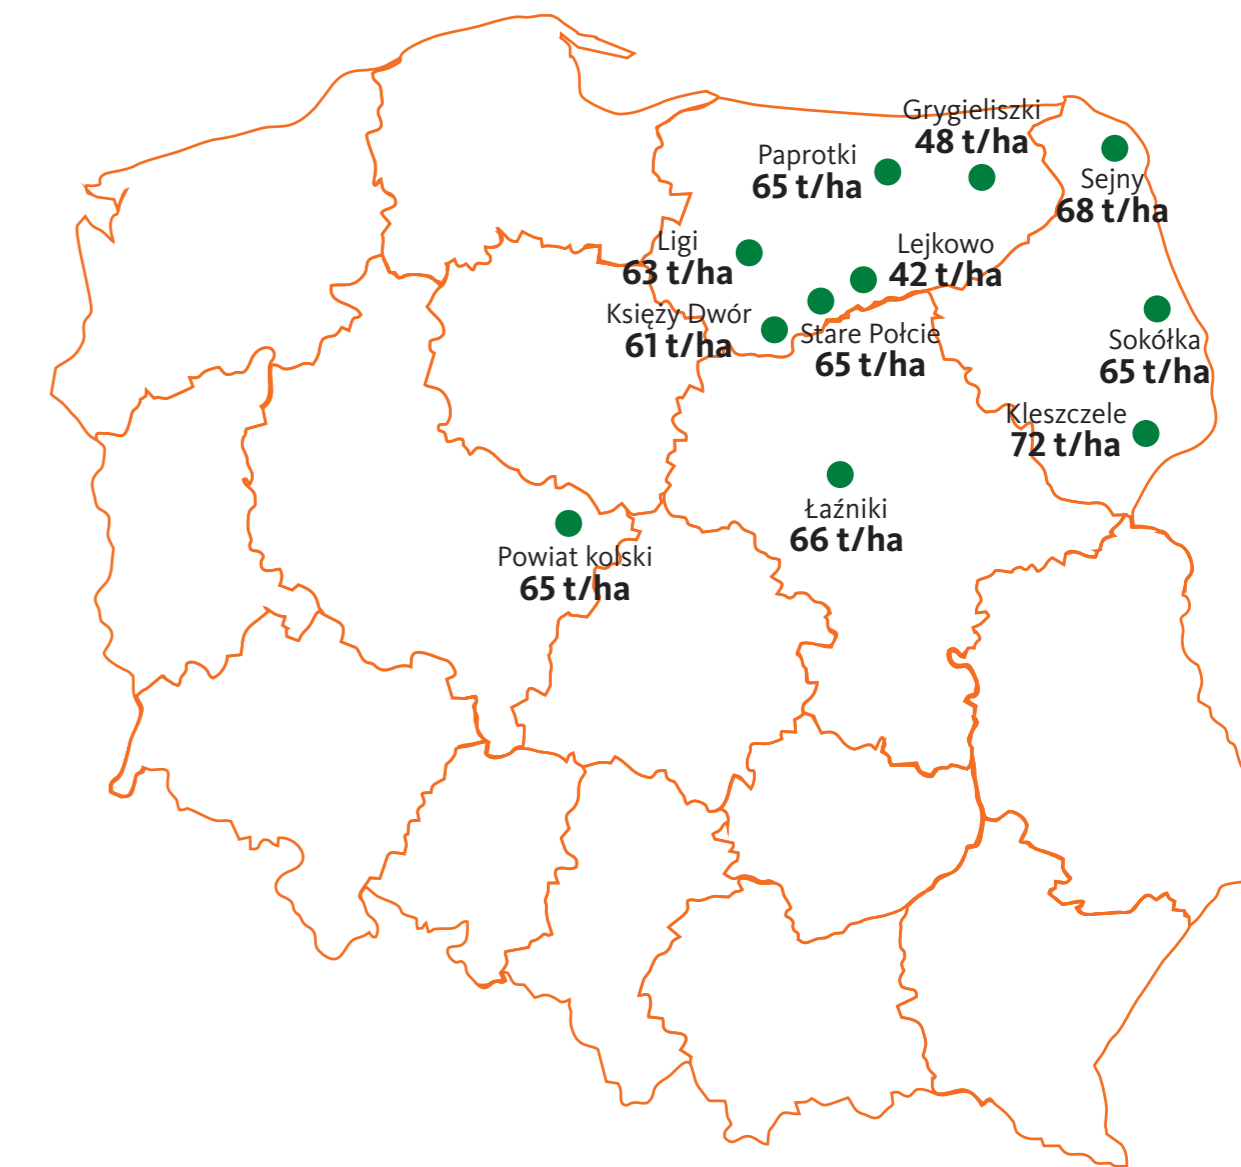 Grygieliszki
48 t/ha
Paprotki
65 t/ha
Sejny
68 t/ha
Ligi
63 t/ha
Lejkowo
42 t/ha
Księży Dwór
61 t/ha
Stare Połcie
65 t/ha
Sokółka
65 t/ha
Kleszczele
72 t/ha
Łaźniki
66 t/ha
Powiat kolski
65 t/ha